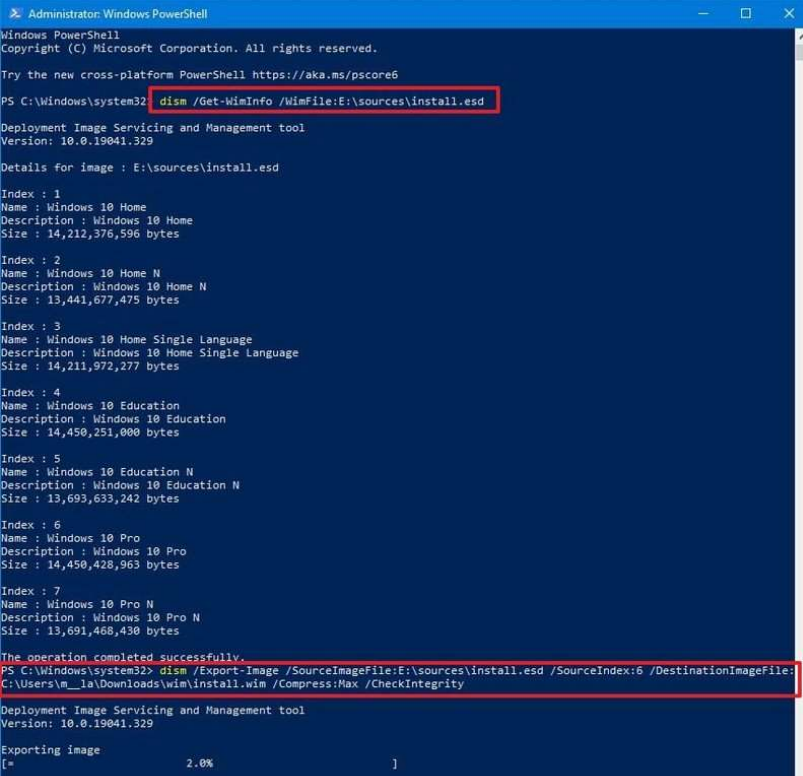 Administrator: Windows PowerShell
Windows PowerShell
Copyright (C) Microsoft Corporation. All rights reserved.
Try the new cross-platform PowerShell https://aka.ms/pscore6
PS C:\Windows\system32> dism /Get-WimInfo /WimFile:E:\sources\install.esd
Deployment Image Servicing and Management tool
Version: 10.0.19041.329
Details for image : E:\sources\install.esd
Index : 1
Name : Windows 10 Home
Description : Windows 10 Home
Size : 14,212,376,596 bytes
Index : 2
Name : Windows 10 Home N
Description : Windows 10 Home N
Size : 13,441,677,475 bytes
Index : 3
Name : Windows 10 Home Single Language
Description : Windows 10 Home Single Language
Size : 14,211,972,277 bytes
Index : 4
Name : Windows 10 Education
Description : Windows 10 Education
Size : 14,450,251,000 bytes
Index : 5
Name : Windows 10 Education N
Description : Windows 10 Education N
Size : 13,693,633,242 bytes
Index : 6
Name : Windows 10 Pro
Description : Windows 10 Pro
Size : 14,450,428,963 bytes
Index : 7
Name : Windows 10 Pro N
Description : Windows 10 Pro N
Size : 13,691,468,430 bytes
The operation completed successfully.
PS C:\Windows\system32> dism /Export-Image /SourceImageFile:E:\sources\install.esd /SourceIndex:6 /DestinationImageFile:
C:\Users\m__la\Downloads\wim\install.wim /Compress:Max /CheckIntegrity
Deployment Image Servicing and Management tool
Version: 10.0.19041.329
Exporting image
[= 2.0% ]